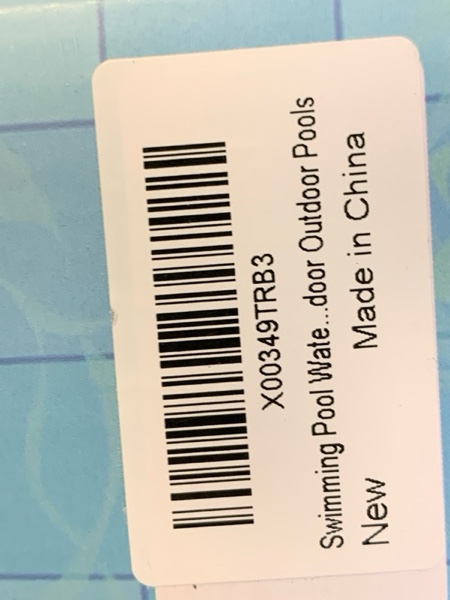 X00349TRB3
Swimming Pool Wate...door Outdoor Pools
New Made in China